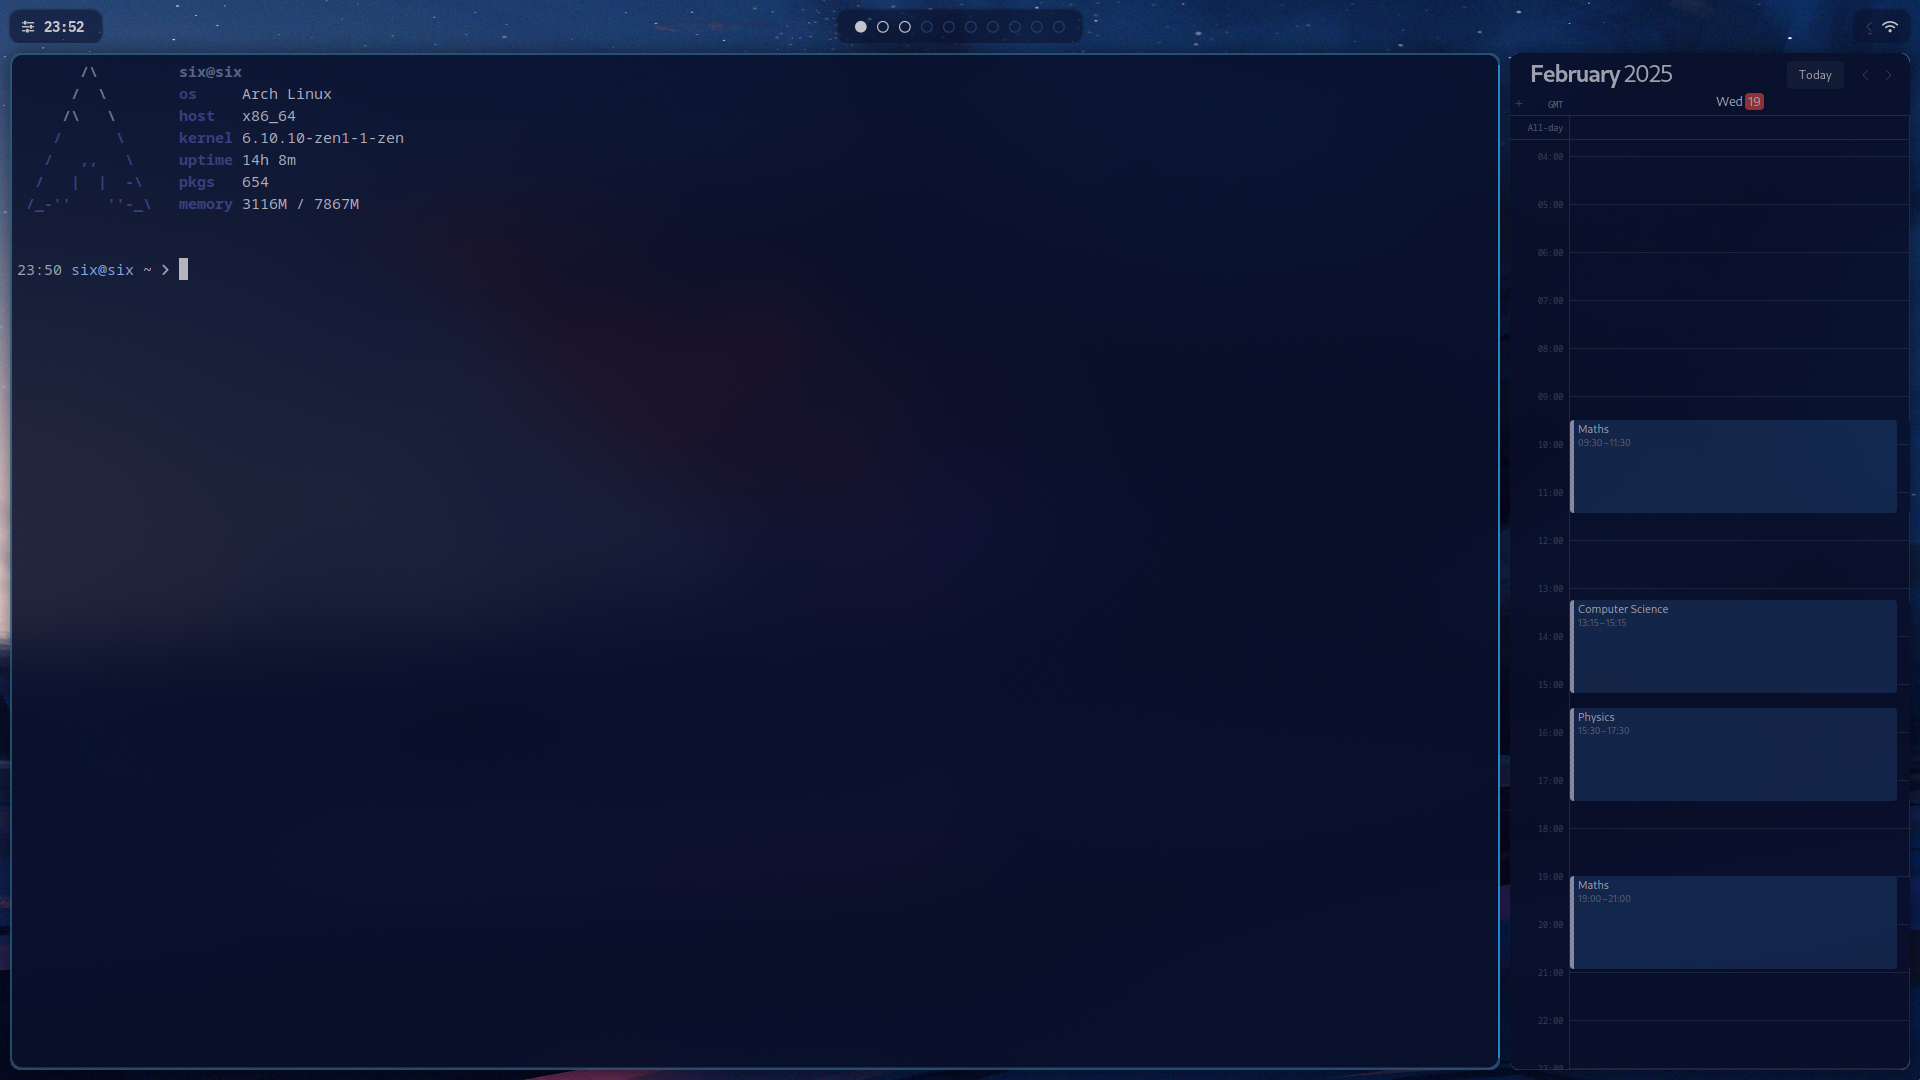 23:52
/\
/  \
/\   \
/      \
/   ,,   \
/   |  |  -\
/_-''    ''-_\
six@six
os     Arch Linux
host   x86_64
kernel 6.10.10-zen1-1-zen
uptime 14h 8m
pkgs   654
memory 3116M / 7867M
23:50 six@six ~ ❯
February 2025
Today
+ GMT
Wed 19
All-day
04:00
05:00
06:00
07:00
08:00
09:00
Maths
09:30–11:30
10:00
11:00
12:00
13:00
Computer Science
13:15–15:15
14:00
15:00
Physics
15:30–17:30
16:00
17:00
18:00
19:00
Maths
19:00–21:00
20:00
21:00
22:00
23:00